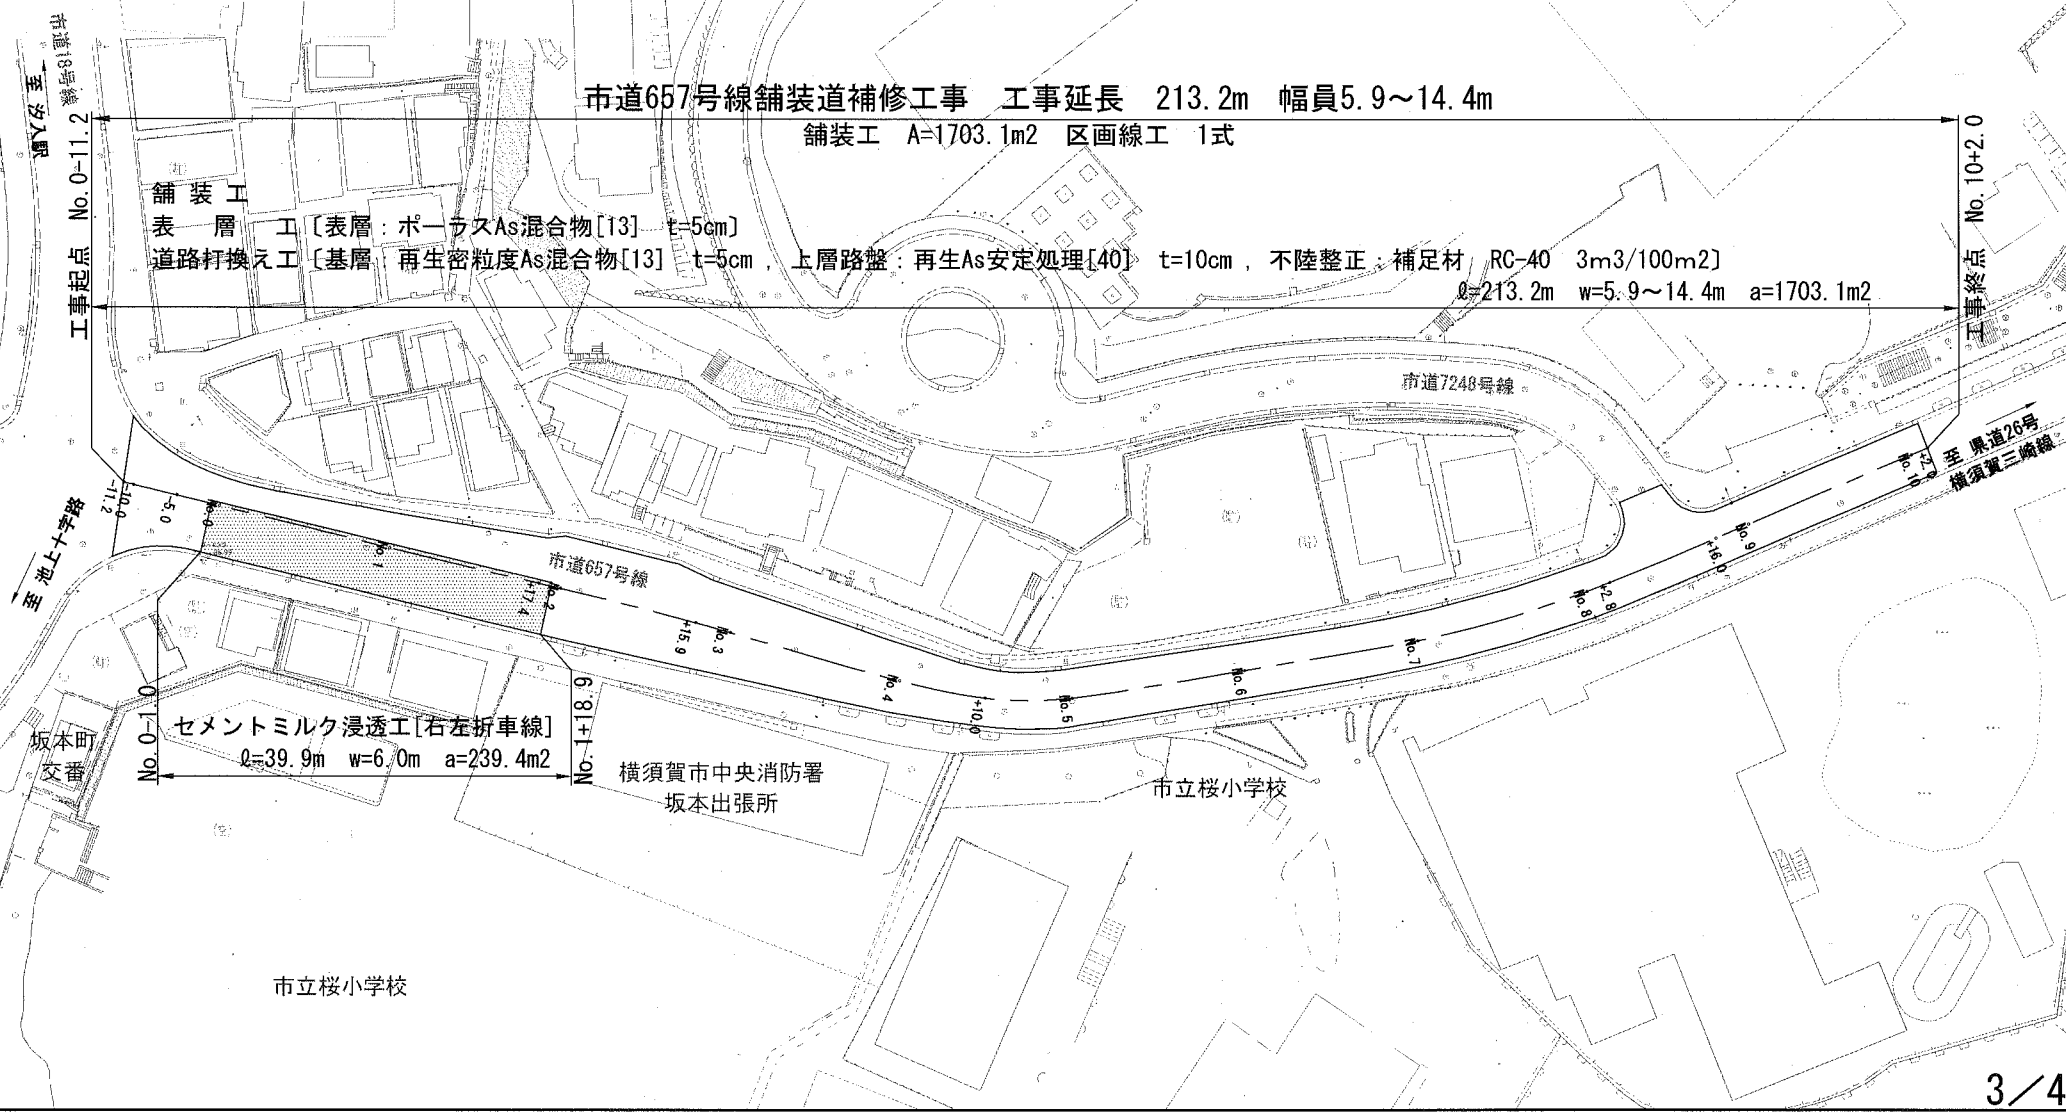 市道657号線舗装道補修工事　工事延長　213.2m　幅員5.9～14.4m
舗装工　A=1703.1m2　区画線工　1式
市道18号線
至 汐入駅
工事起点　No.0-11.2
工事終点　No.10+2.0
舗 装 工
表　層　工〔表層：ポーラスAs混合物[13]　t=5cm〕
道路打換え工〔基層：再生密粒度As混合物[13]　t=5cm，上層路盤：再生As安定処理[40]　t=10cm，不陸整正：補足材　RC-40　3m3/100m2〕
ℓ=213.2m　w=5.9～14.4m　a=1703.1m2
市道7248号線
至 県道26号
横須賀三崎線
至 池上十字路
-11.2
-10.0
-5.0
No.0
No.1
+17.4
No.2
市道657号線
+15.9
No.3
No.4
+10.0
No.5
No.6
No.7
No.8
+2.8
+16.0
No.9
No.10
+2.0
No.0-1.0
No.1+18.9
セメントミルク浸透工[右左折車線]
ℓ=39.9m　w=6.0m　a=239.4m2
坂本町
交番
横須賀市中央消防署
坂本出張所
市立桜小学校
市立桜小学校
3／4